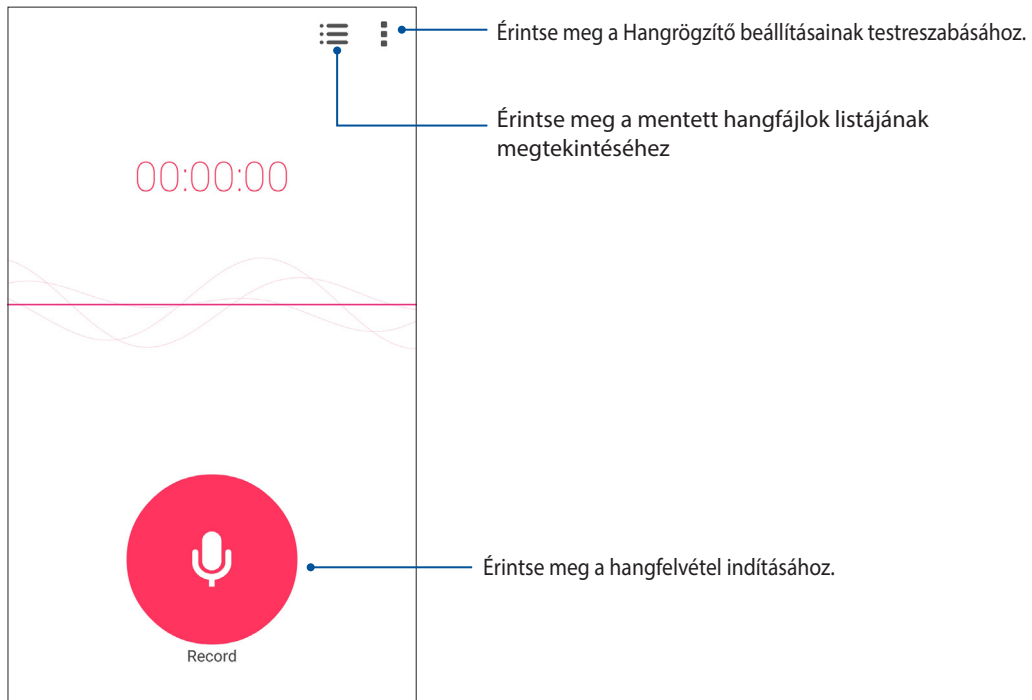 Érintse meg a Hangrögzítő beállításainak testreszabásához.
Érintse meg a mentett hangfájlok listájának
megtekintéséhez
00:00:00
Érintse meg a hangfelvétel indításához.
Record